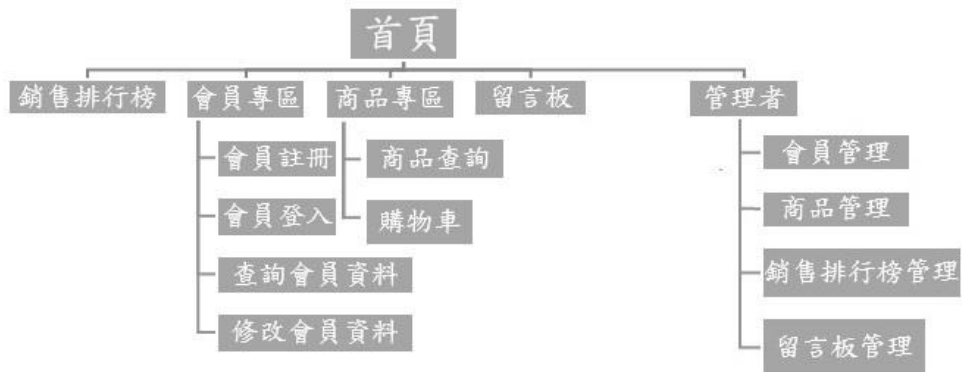 首頁
銷售排行榜
會員專區
商品專區
留言板
管理者
會員註冊
會員登入
查詢會員資料
修改會員資料
商品查詢
購物車
會員管理
商品管理
銷售排行榜管理
留言板管理